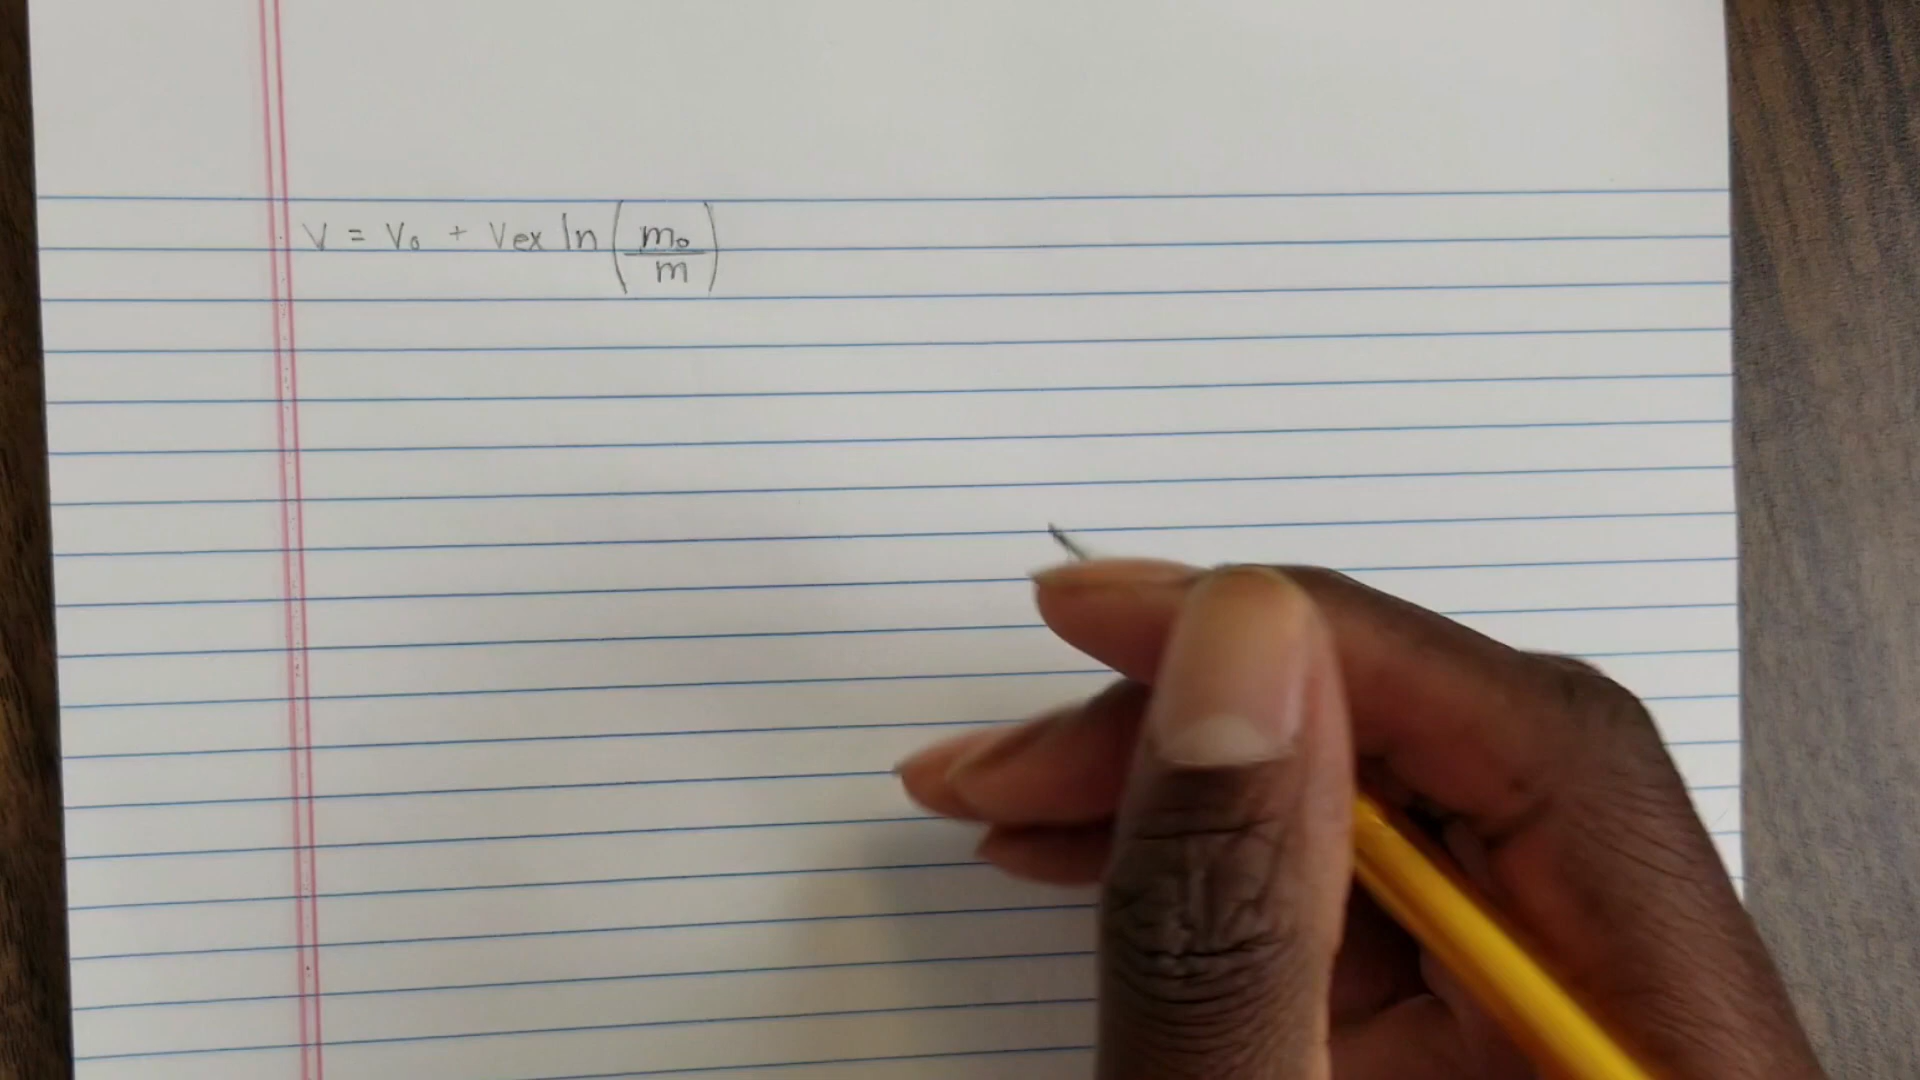 V = V₀ + Vex ln(m₀/m)